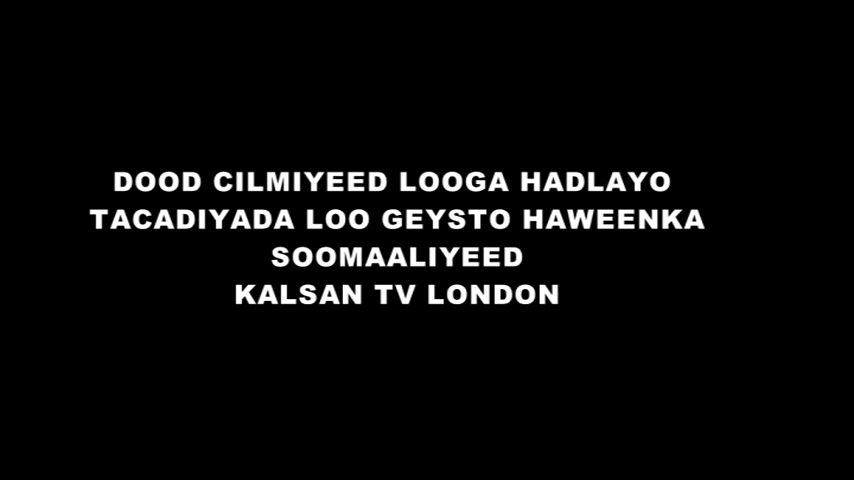 DOOD CILMIYEED LOOGA HADLAYO
TACADIYADA LOO GEYSTO HAWEENKA
SOOMAALIYEED
KALSAN TV LONDON